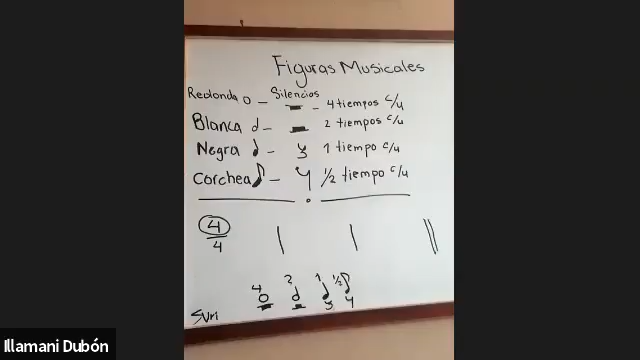 Figuras Musicales
Silencios
Redonda o - - 4 tiempos c/u
Blanca - 2 tiempos c/u
Negra - 1 tiempo c/u
Corchea - 1/2 tiempo c/u
4/4
4 2 1 1/2
Illamani Dubón